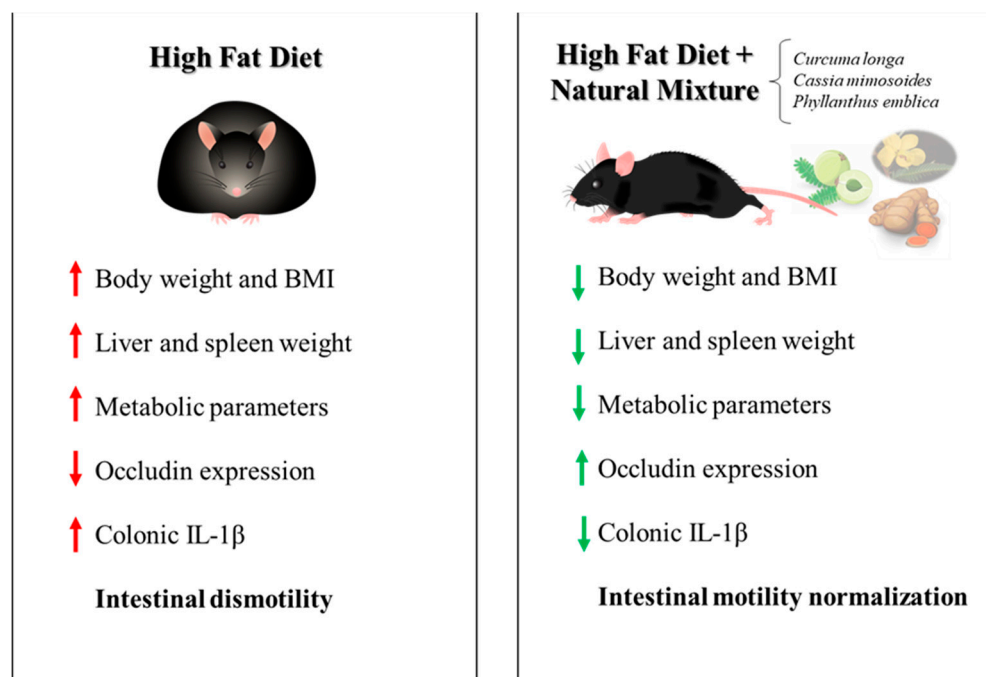 High Fat Diet
Body weight and BMI
Liver and spleen weight
Metabolic parameters
Occludin expression
Colonic IL-1β
Intestinal dismotility
High Fat Diet +
Natural Mixture
Curcuma longa
Cassia mimosoides
Phyllanthus emblica
Body weight and BMI
Liver and spleen weight
Metabolic parameters
Occludin expression
Colonic IL-1β
Intestinal motility normalization